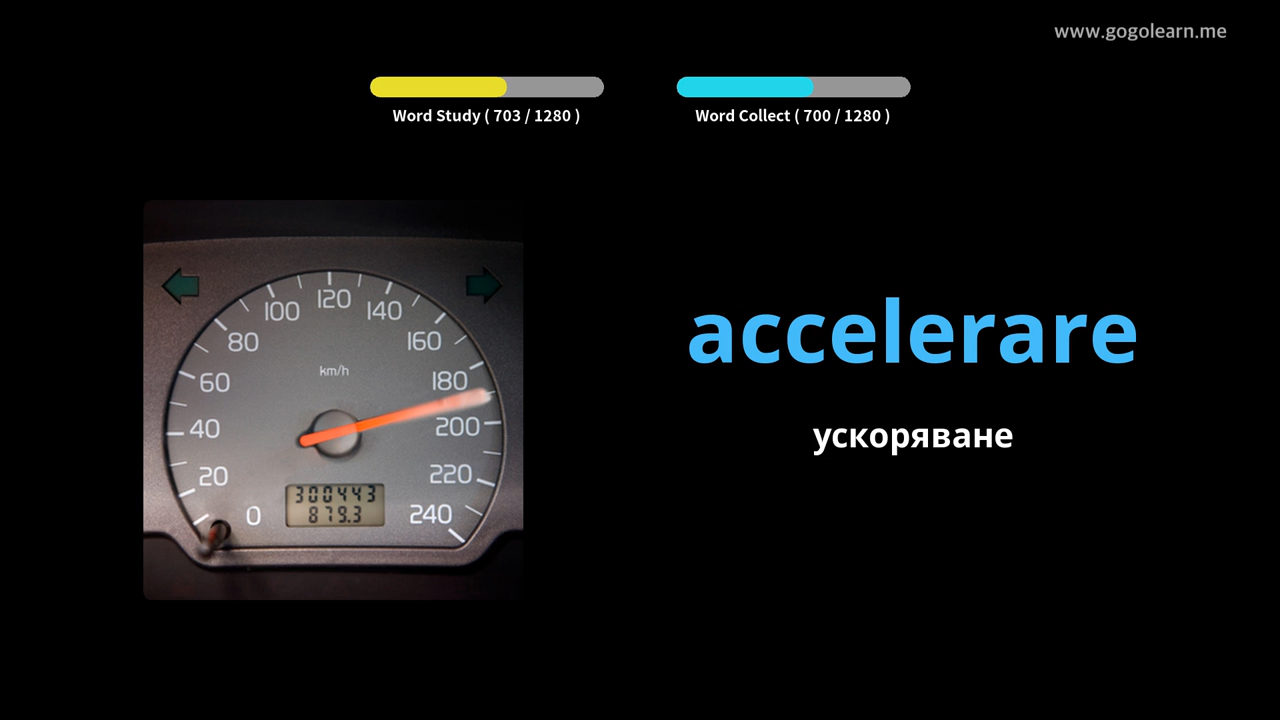 www.gogolearn.me
Word Study ( 703 / 1280 )
Word Collect ( 700 / 1280 )
120
100
140
80
160
km/h
60
180
accelerare
40
200
ускоряване
20
220
300443
0
240
879.3